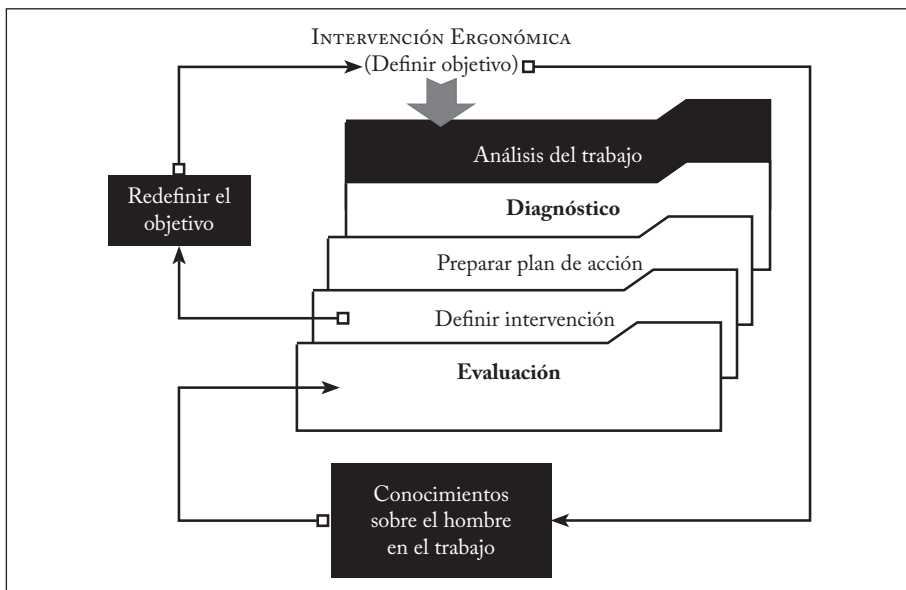 INTERVENCIÓN ERGONÓMICA
(Definir objetivo)
Análisis del trabajo
Redefinir el
objetivo
Diagnóstico
Preparar plan de acción
Definir intervención
Evaluación
Conocimientos
sobre el hombre
en el trabajo